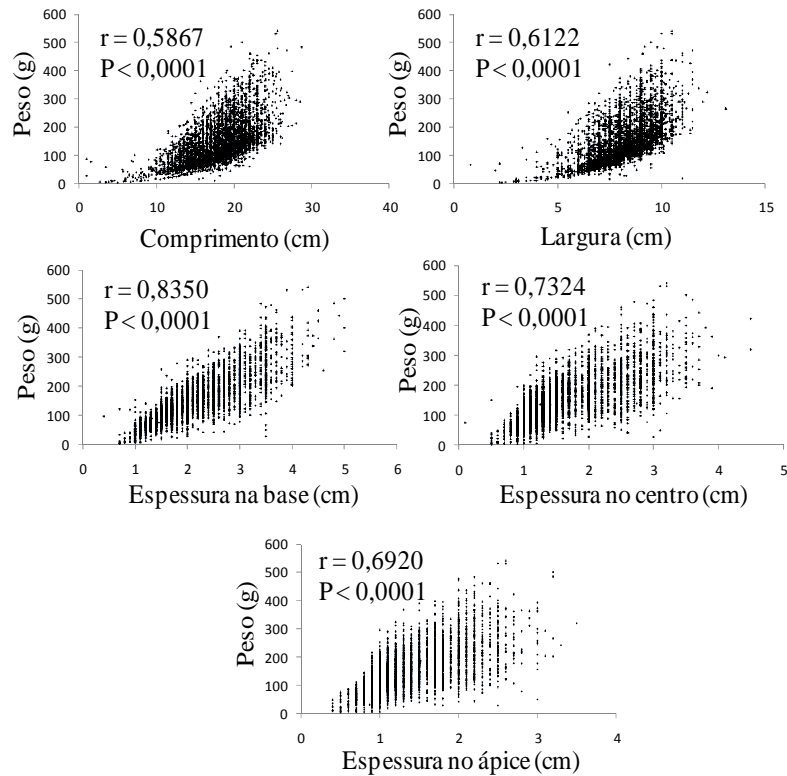 600
500
400
300
200
100
0
Peso (g)
r = 0,5867
P < 0,0001
0 10 20 30 40
Comprimento (cm)
600
500
400
300
200
100
0
Peso (g)
r = 0,6122
P < 0,0001
0 5 10 15
Largura (cm)
600
500
400
300
200
100
0
Peso (g)
r = 0,8350
P < 0,0001
0 1 2 3 4 5 6
Espessura na base (cm)
600
500
400
300
200
100
0
Peso (g)
r = 0,7324
P < 0,0001
0 1 2 3 4 5
Espessura no centro (cm)
600
500
400
300
200
100
0
Peso (g)
r = 0,6920
P < 0,0001
0 1 2 3 4
Espessura no ápice (cm)